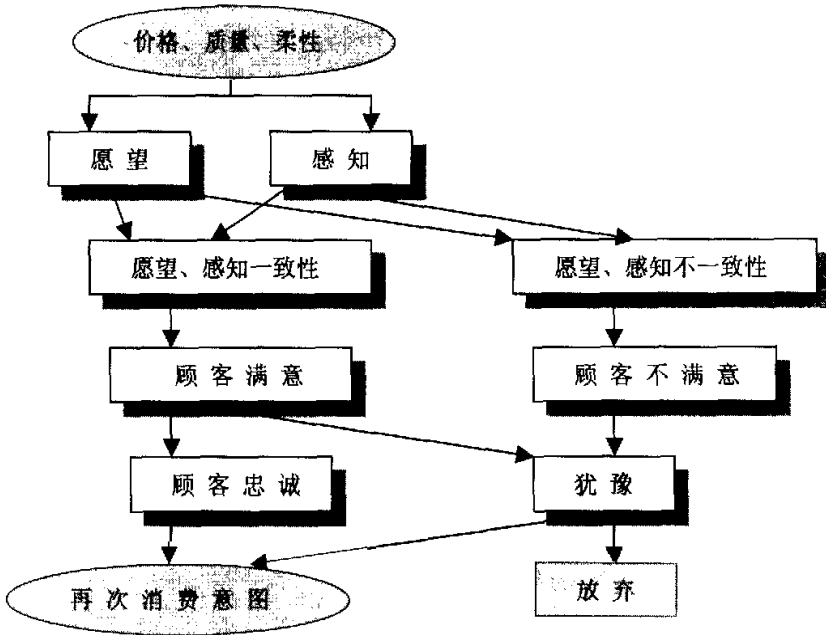 价格、质量、柔性
愿望
感知
愿望、感知一致性
愿望、感知不一致性
顾客满意
顾客不满意
顾客忠诚
犹豫
再次消费意图
放弃